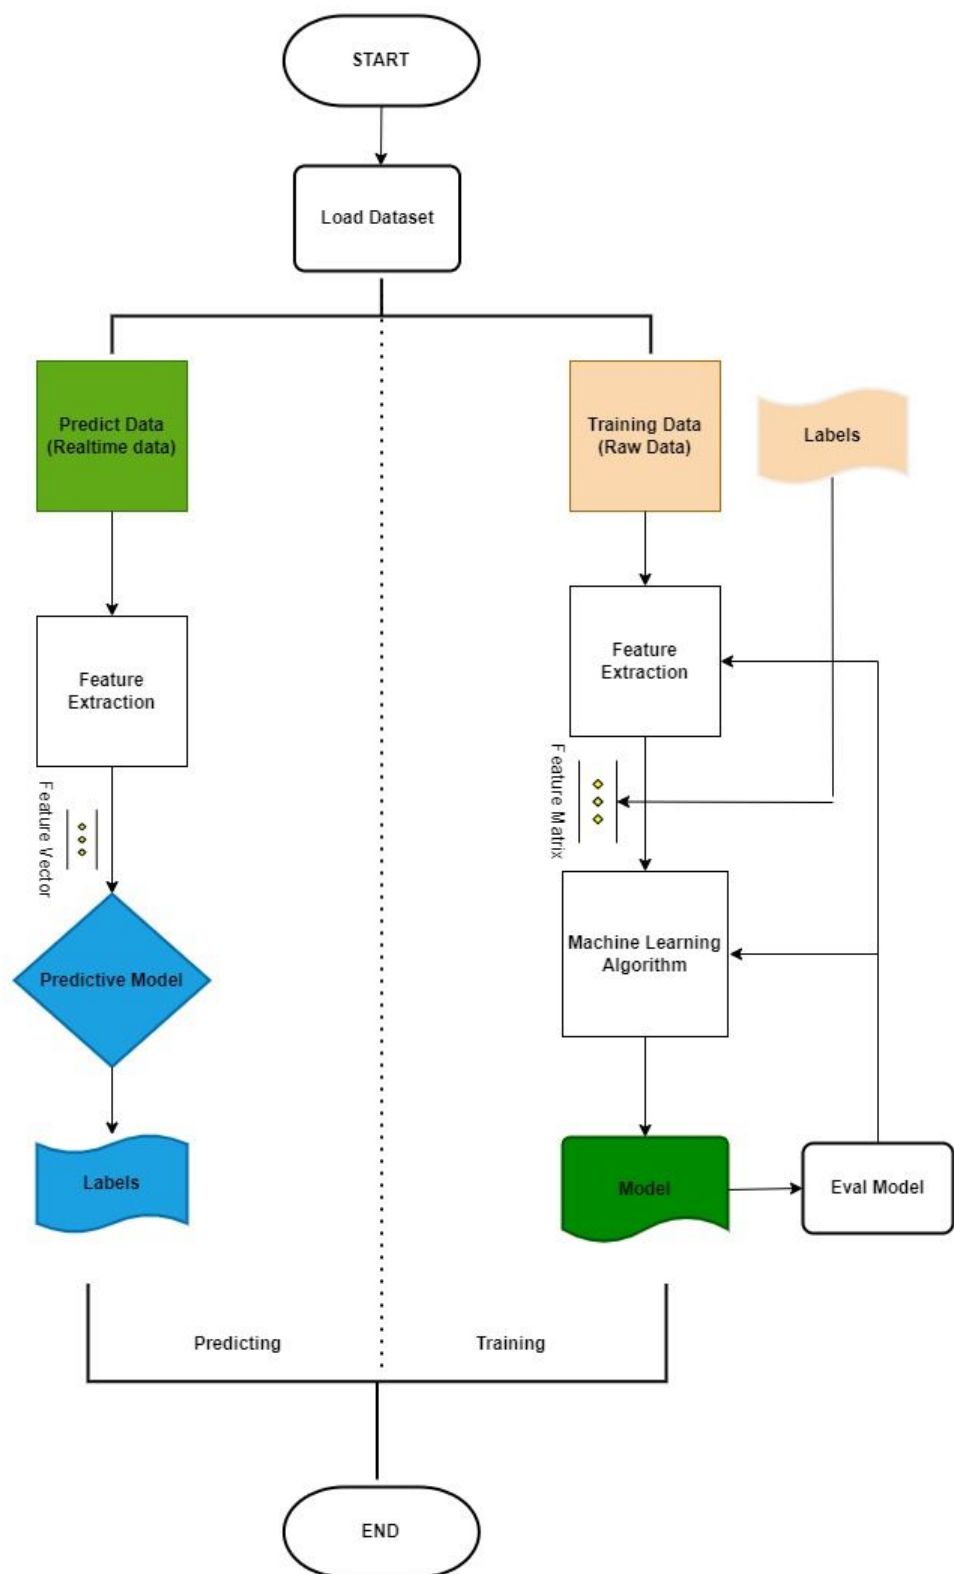 START
Load Dataset
Predict Data
(Realtime data)
Training Data
(Raw Data)
Labels
Feature
Extraction
Feature
Extraction
Feature Vector
Feature Matrix
Predictive Model
Machine Learning
Algorithm
Labels
Model
Eval Model
Predicting
Training
END